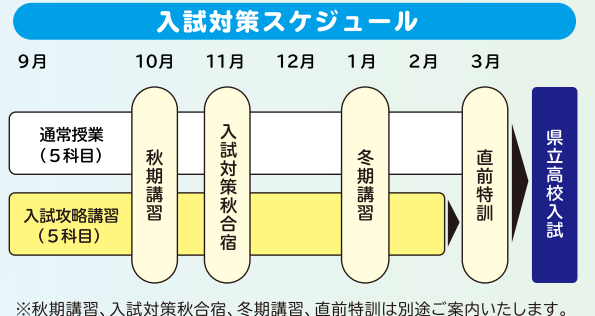 入試対策スケジュール
9月 10月 11月 12月 1月 2月 3月
通常授業
(5科目)
入試攻略講習
(5科目)
秋期講習
入試対策秋合宿
冬期講習
直前特訓
県立高校入試
※秋期講習、入試対策秋合宿、冬期講習、直前特訓は別途ご案内いたします。